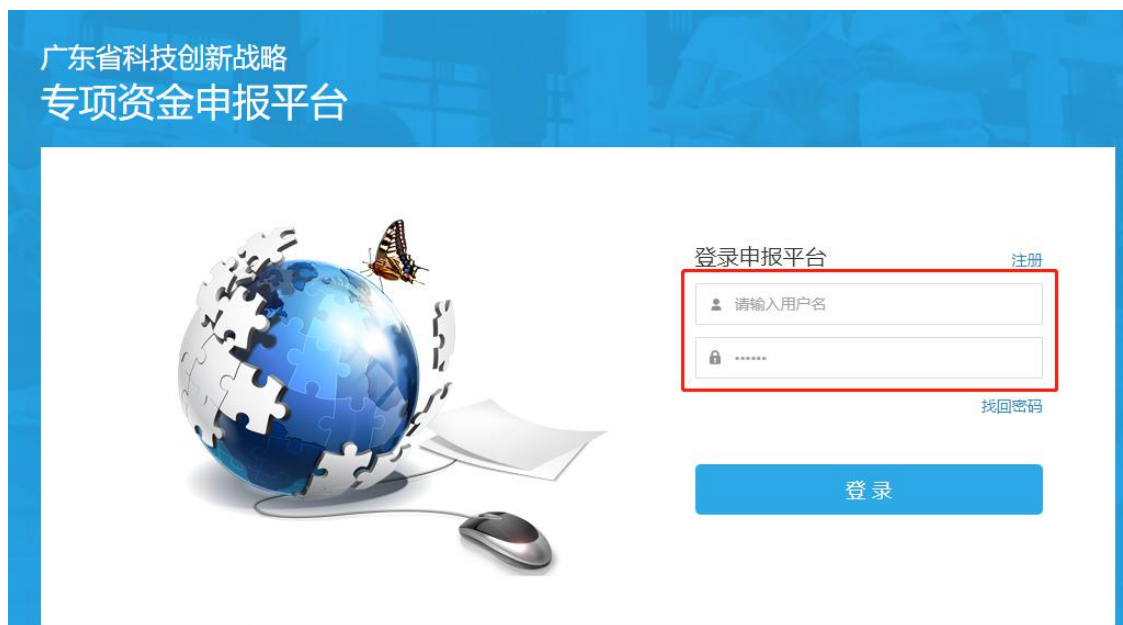 广东省科技创新战略
专项资金申报平台
登录申报平台
注册
请输入用户名
••••••
找回密码
登录